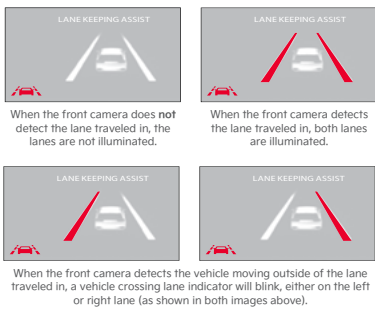 LANE KEEPING ASSIST
LANE KEEPING ASSIST
When the front camera does not
detect the lane traveled in, the
lanes are not illuminated.
When the front camera detects
the lane traveled in, both lanes
are illuminated.
LANE KEEPING ASSIST
LANE KEEPING ASSIST
When the front camera detects the vehicle moving outside of the lane
traveled in, a vehicle crossing lane indicator will blink, either on the left
or right lane (as shown in both images above).